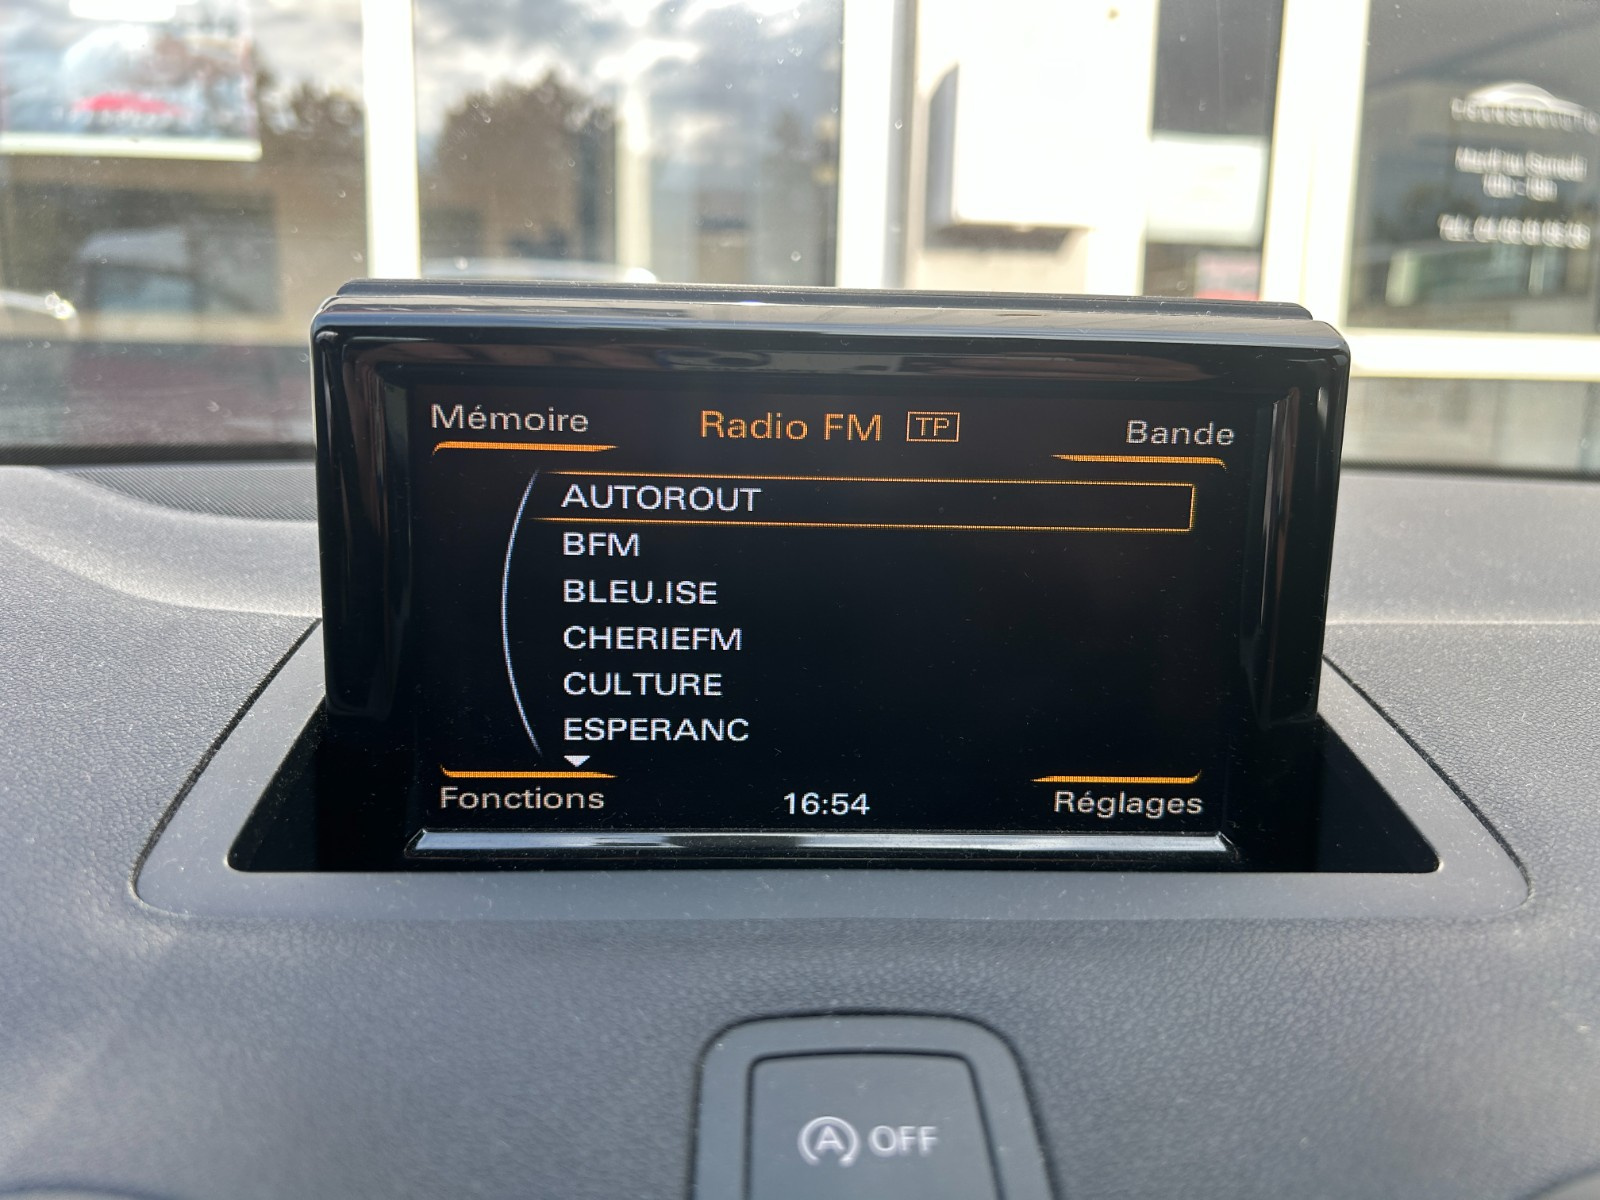 Mémoire Radio FM TP Bande
AUTOROUT
BFM
BLEU.ISE
CHERIEFM
CULTURE
ESPERANC
Fonctions 16:54 Réglages
A OFF